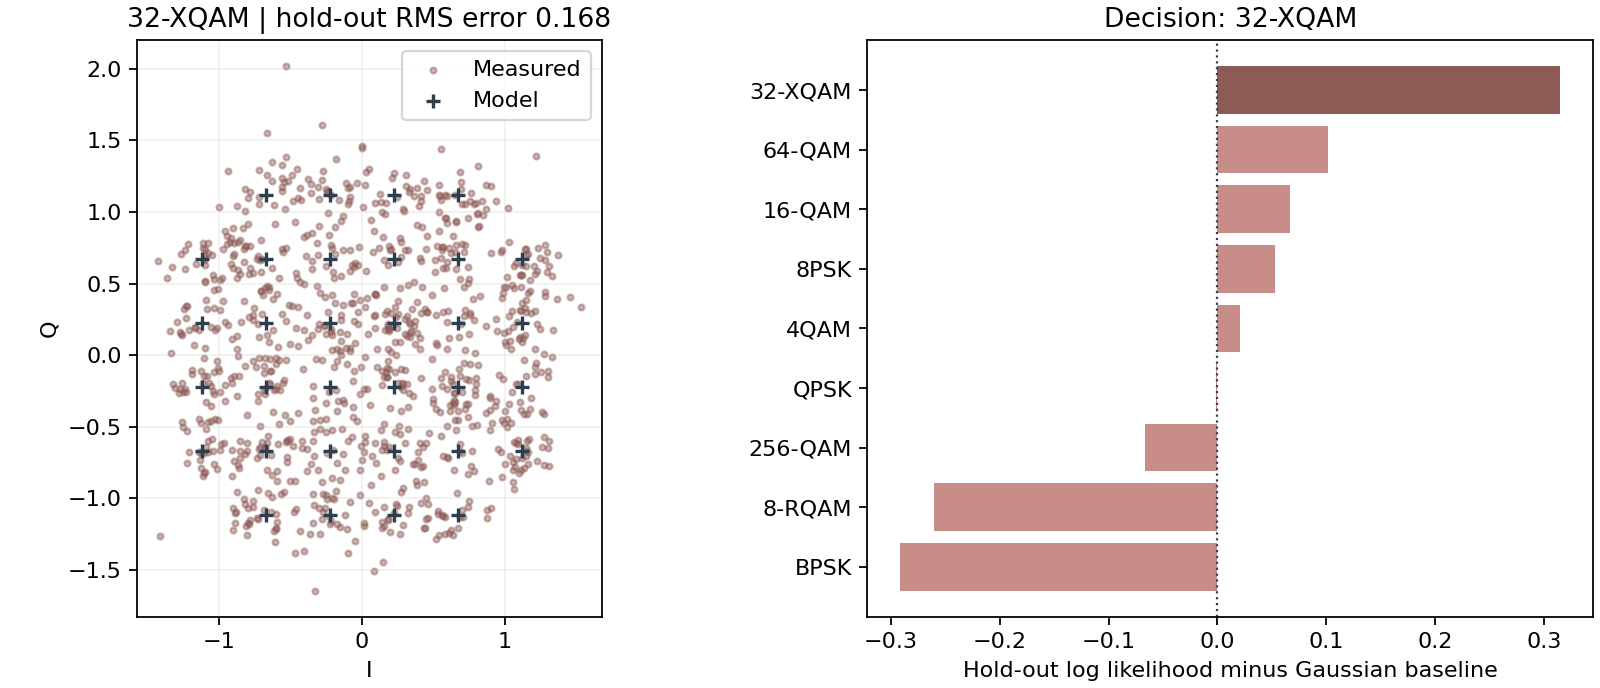 32-XQAM | hold-out RMS error 0.168
Measured
Model
2.0
1.5
1.0
0.5
0.0
−0.5
−1.0
−1.5
Q
−1
0
1
I
Decision: 32-XQAM
32-XQAM
64-QAM
16-QAM
8PSK
4QAM
QPSK
256-QAM
8-RQAM
BPSK
−0.3
−0.2
−0.1
0.0
0.1
0.2
0.3
Hold-out log likelihood minus Gaussian baseline